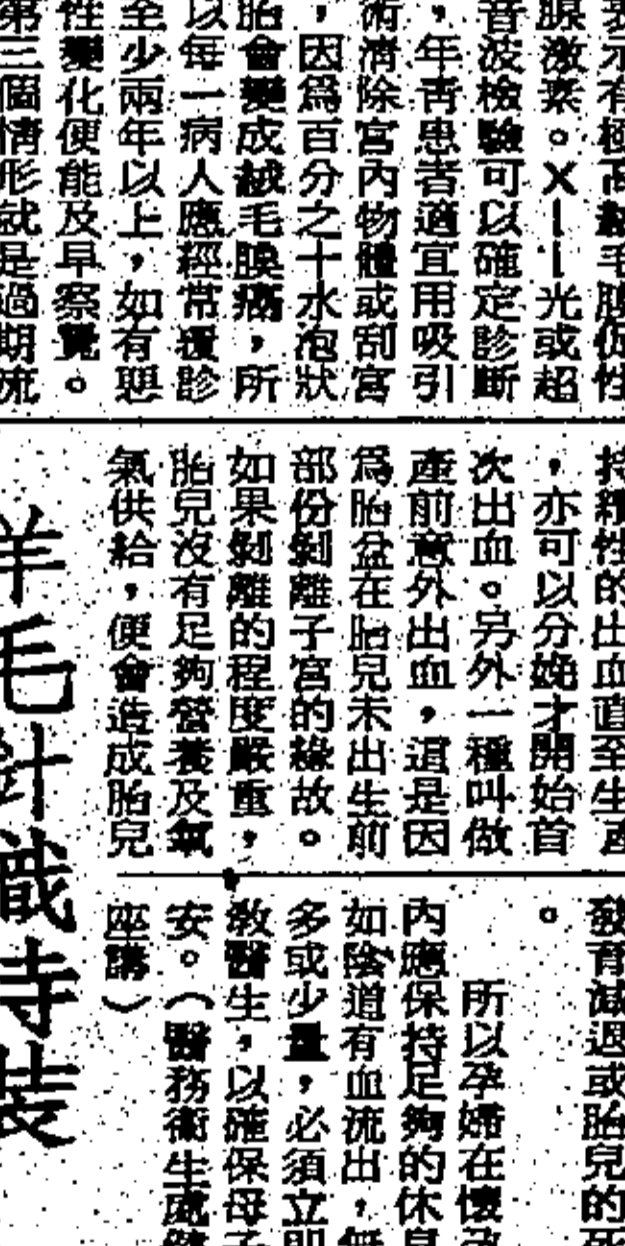 表示有極高絨毛膜促性
腺激素。X——光或超
音波檢驗可以確定診斷
，年青患者適宜用吸引
術清除宮內物體或刮宮
，因爲百分之十水泡狀
胎會變成絨毛膜癌，所
以每一病人應經常覆診
至少兩年以上，如有惡
性變化便能及早察覺。
第三個情形就是過期流
持續性的出血直至生產
，亦可以分娩才開始首
次出血。另外一種叫做
產前意外出血，這是因
爲胎盆在胎兒未出生前
部份剝離子宮的緣故。
如果剝離的程度嚴重，
胎兒沒有足夠營養及氧
氣供給，便會造成胎兒
發育減退或胎兒的死
。
所以孕婦在懷孕
內應保持足夠的休息
如陰道有血流出，無
多或少量，必須立即
教醫生，以確保母子
安。（醫務衞生處健
座講）
羊毛針織時裝